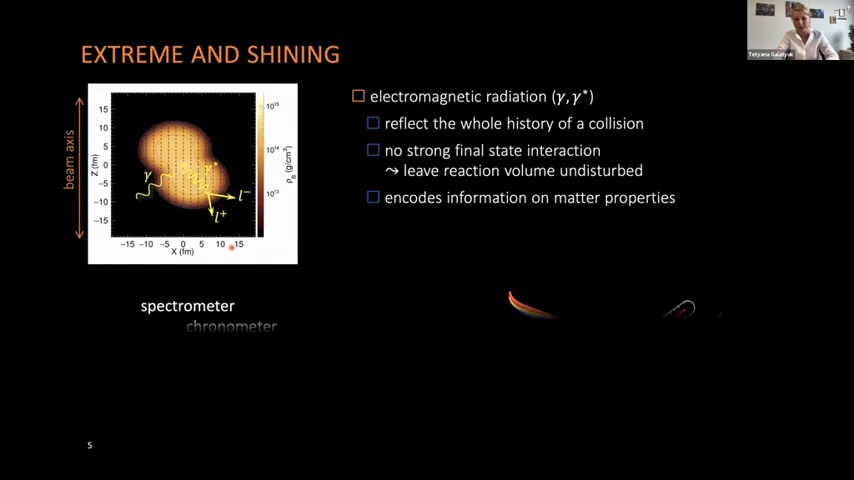 Tetyana Galatyuk
EXTREME AND SHINING
beam axis
Z (fm)
15
10
5
0
−5
−10
−15
−15 −10 −5 0 5 10 15
X (fm)
γ
γ*
l⁻
l⁺
10¹⁵
10¹⁴
10¹³
ρ_B (g/cm³)
electromagnetic radiation (γ, γ*)
reflect the whole history of a collision
no strong final state interaction
⤳ leave reaction volume undisturbed
encodes information on matter properties
spectrometer
chronometer
5